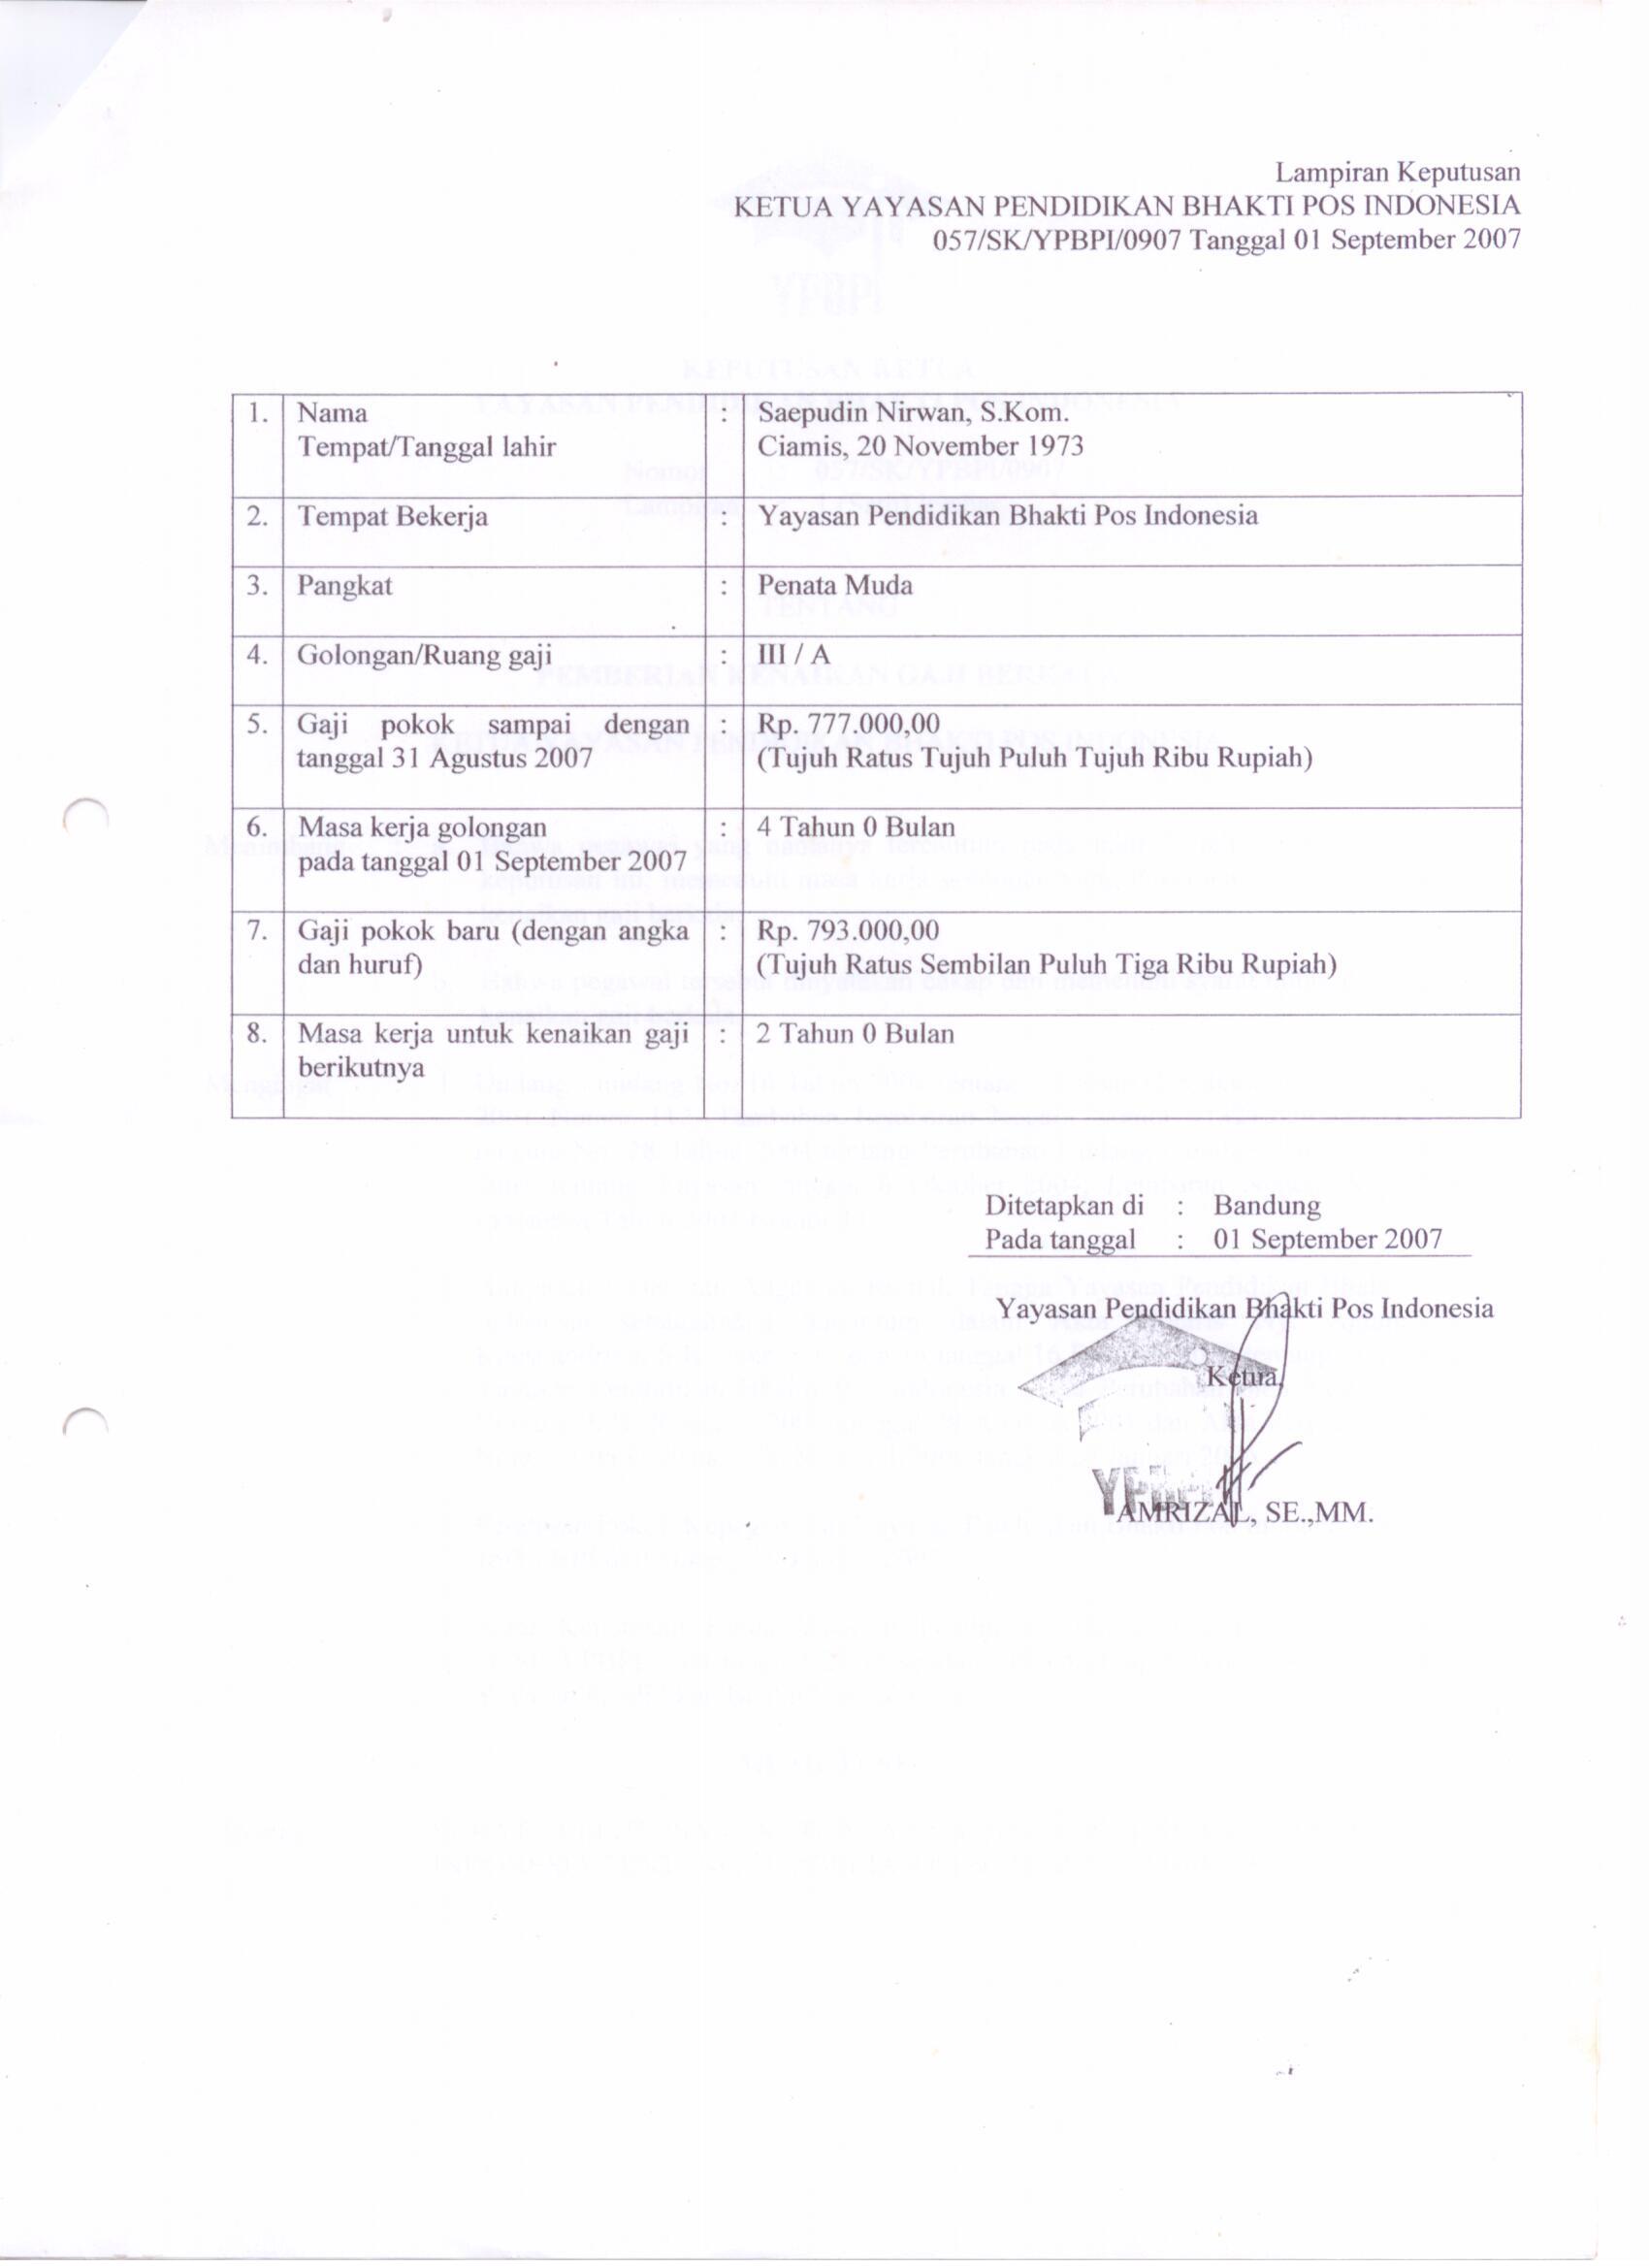 Lampiran Keputusan
KETUA YAYASAN PENDIDIKAN BHAKTI POS INDONESIA
057/SK/YPBPI/0907 Tanggal 01 September 2007
1. Nama : Saepudin Nirwan, S.Kom.
Tempat/Tanggal lahir Ciamis, 20 November 1973
2. Tempat Bekerja : Yayasan Pendidikan Bhakti Pos Indonesia
3. Pangkat : Penata Muda
4. Golongan/Ruang gaji : III / A
5. Gaji pokok sampai dengan : Rp. 777.000,00
tanggal 31 Agustus 2007 (Tujuh Ratus Tujuh Puluh Tujuh Ribu Rupiah)
6. Masa kerja golongan : 4 Tahun 0 Bulan
pada tanggal 01 September 2007
7. Gaji pokok baru (dengan angka : Rp. 793.000,00
dan huruf) (Tujuh Ratus Sembilan Puluh Tiga Ribu Rupiah)
8. Masa kerja untuk kenaikan gaji : 2 Tahun 0 Bulan
berikutnya
Ditetapkan di : Bandung
Pada tanggal : 01 September 2007
Yayasan Pendidikan Bhakti Pos Indonesia
Ketua,
YPBPI
AMRIZAL, SE.,MM.